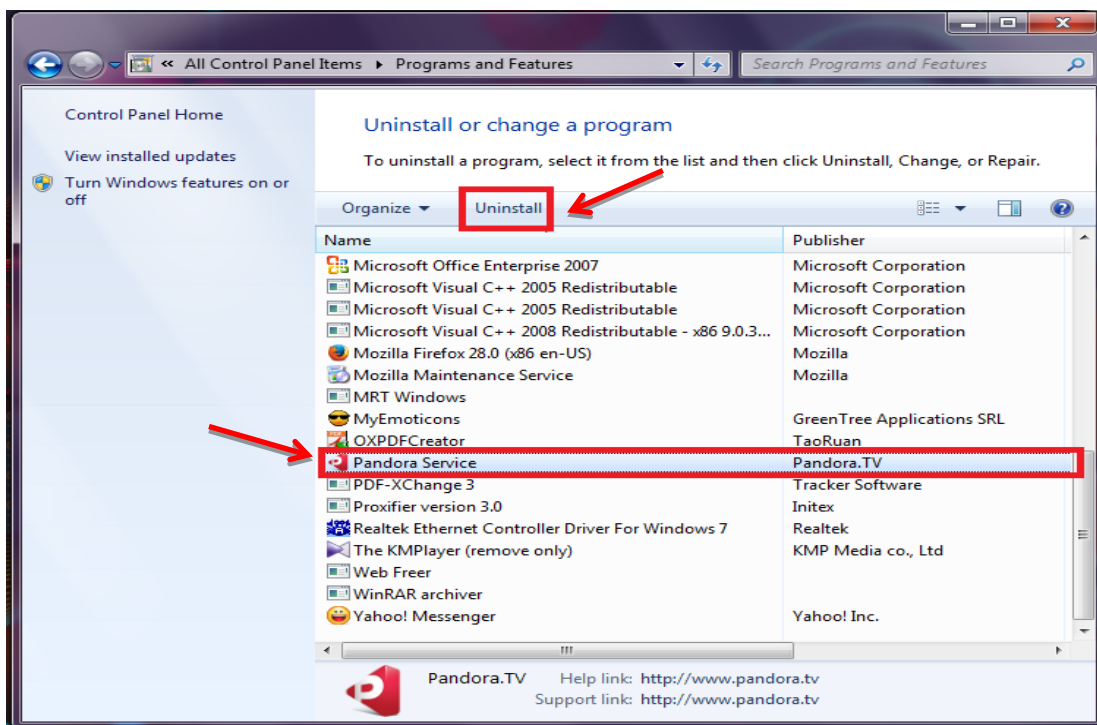 « All Control Panel Items ▸ Programs and Features
Search Programs and Features
Control Panel Home
View installed updates
Turn Windows features on or
off
Uninstall or change a program
To uninstall a program, select it from the list and then click Uninstall, Change, or Repair.
Organize Uninstall
Name Publisher
Microsoft Office Enterprise 2007 Microsoft Corporation
Microsoft Visual C++ 2005 Redistributable Microsoft Corporation
Microsoft Visual C++ 2005 Redistributable Microsoft Corporation
Microsoft Visual C++ 2008 Redistributable - x86 9.0.3... Microsoft Corporation
Mozilla Firefox 28.0 (x86 en-US) Mozilla
Mozilla Maintenance Service Mozilla
MRT Windows
MyEmoticons GreenTree Applications SRL
OXPDFCreator TaoRuan
Pandora Service Pandora.TV
PDF-XChange 3 Tracker Software
Proxifier version 3.0 Initex
Realtek Ethernet Controller Driver For Windows 7 Realtek
The KMPlayer (remove only) KMP Media co., Ltd
Web Freer
WinRAR archiver
Yahoo! Messenger Yahoo! Inc.
Pandora.TV Help link: http://www.pandora.tv
Support link: http://www.pandora.tv